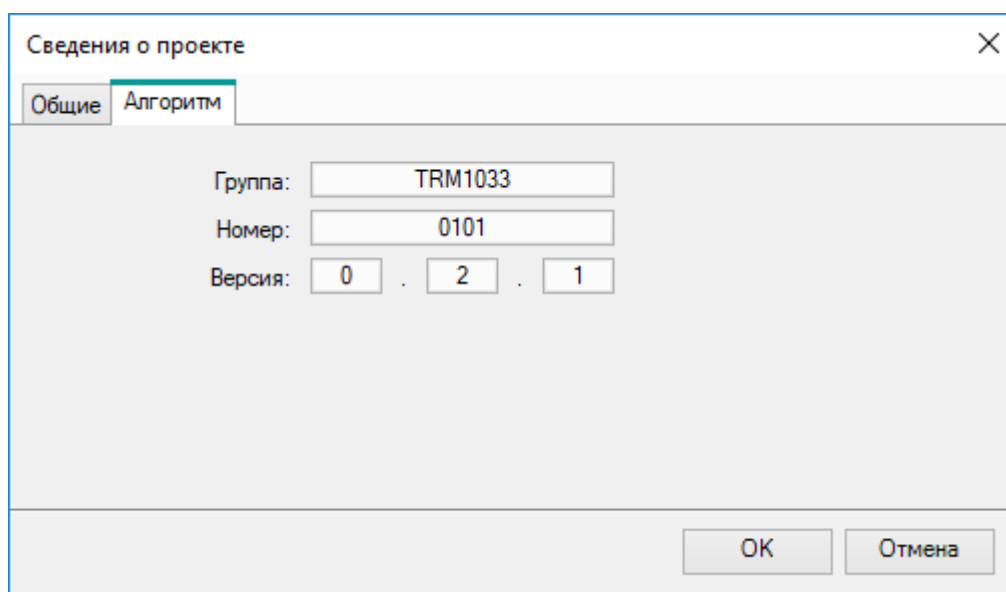 Сведения о проекте
Общие Алгоритм
Группа: TRM1033
Номер: 0101
Версия: 0 . 2 . 1
OK Отмена